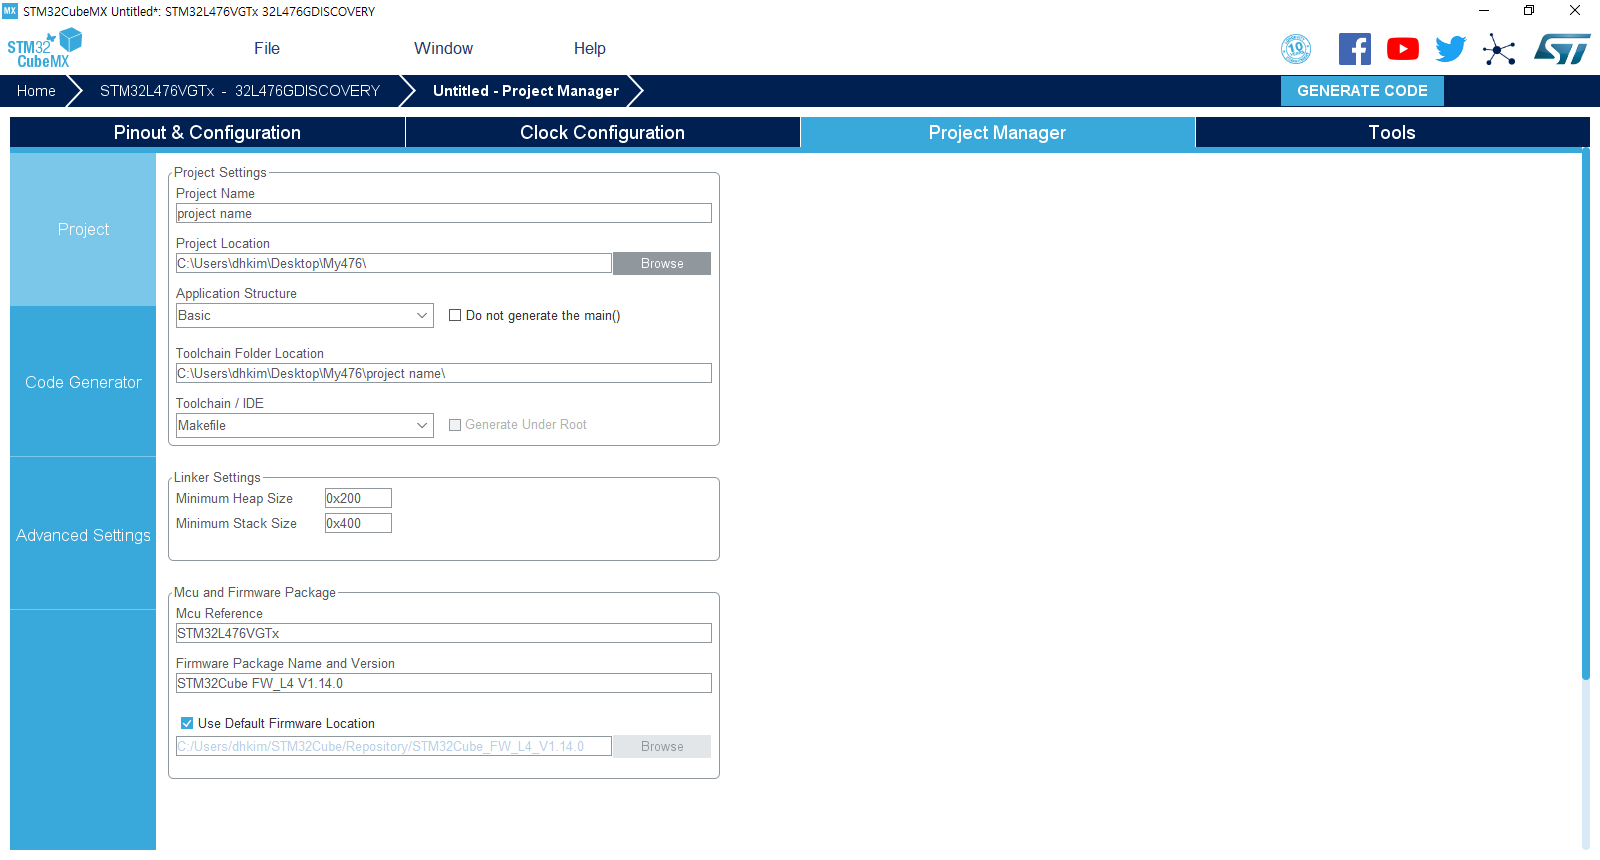 MX STM32CubeMX Untitled*: STM32L476VGTx 32L476GDISCOVERY
STM32
CubeMX
File Window Help
10
ST
Home STM32L476VGTx - 32L476GDISCOVERY Untitled - Project Manager GENERATE CODE
Pinout & Configuration Clock Configuration Project Manager Tools
Project
Code Generator
Advanced Settings
Project Settings
Project Name
project name
Project Location
C:\Users\dhkim\Desktop\My476\ Browse
Application Structure
Basic Do not generate the main()
Toolchain Folder Location
C:\Users\dhkim\Desktop\My476\project name\
Toolchain / IDE
Makefile Generate Under Root
Linker Settings
Minimum Heap Size 0x200
Minimum Stack Size 0x400
Mcu and Firmware Package
Mcu Reference
STM32L476VGTx
Firmware Package Name and Version
STM32Cube FW_L4 V1.14.0
Use Default Firmware Location
C:/Users/dhkim/STM32Cube/Repository/STM32Cube_FW_L4_V1.14.0 Browse